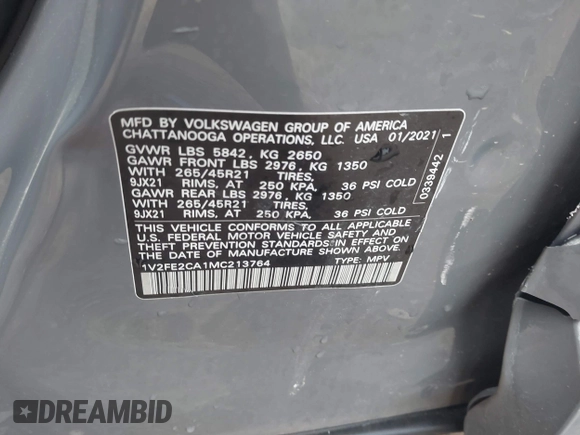 MFD. BY VOLKSWAGEN GROUP OF AMERICA
CHATTANOOGA OPERATIONS, LLC. USA 01/2021
GVWR LBS 5842, KG 2650
GAWR FRONT LBS 2976, KG 1350
WITH 265/45R21 TIRES,
9JX21 RIMS, AT 250 KPA, 36 PSI COLD
GAWR REAR LBS 2976, KG 1350
WITH 265/45R21 TIRES,
9JX21 RIMS, AT 250 KPA, 36 PSI COLD
THIS VEHICLE CONFORMS TO ALL APPLICABLE
U.S. FEDERAL MOTOR VEHICLE SAFETY AND
THEFT PREVENTION STANDARDS IN EFFECT ON
THE DATE OF MANUFACTURE SHOWN ABOVE.
1V2FE2CA1MC213764 TYPE: MPV
0339442 1
DREAMBID